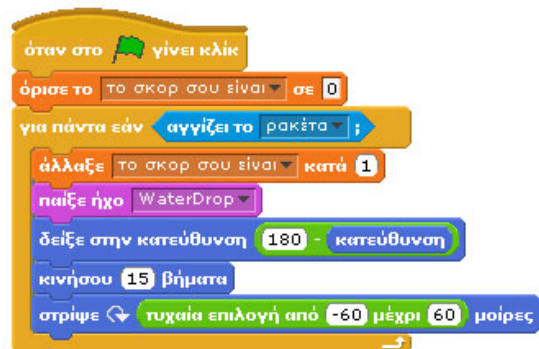 όταν στο γίνει κλίκ
όρισε το το σκορ σου είναι σε 0
για πάντα εάν αγγίζει το ρακέτα ;
άλλαξε το σκορ σου είναι κατά 1
παίξε ήχο WaterDrop
δείξε στην κατεύθυνση 180 - κατεύθυνση
κινήσου 15 βήματα
στρίψε τυχαία επιλογή από -60 μέχρι 60 μοίρες